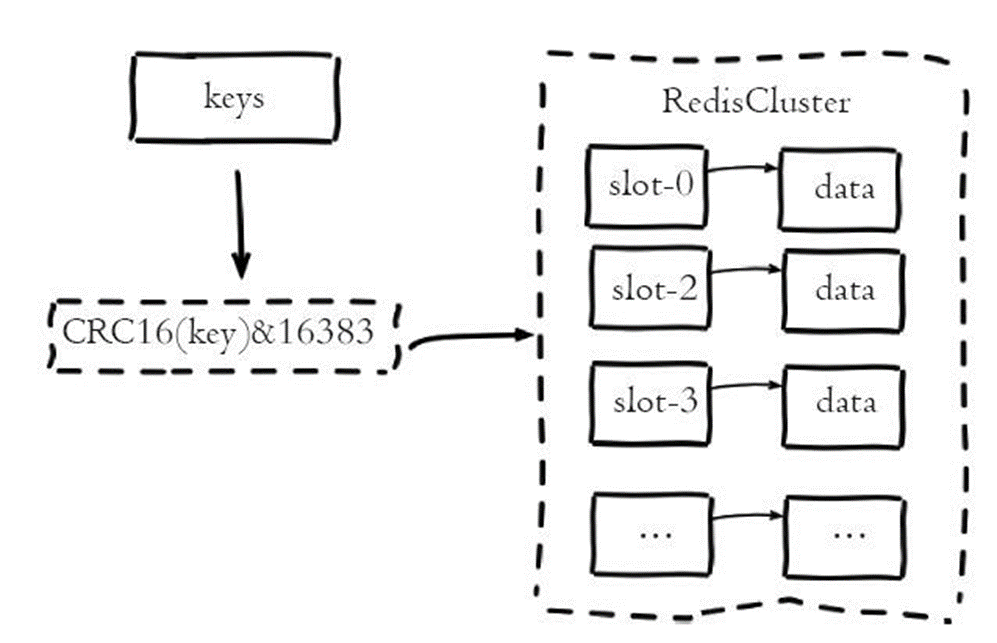 keys
CRC16(key)&16383
RedisCluster
slot-0
data
slot-2
data
slot-3
data
...
...